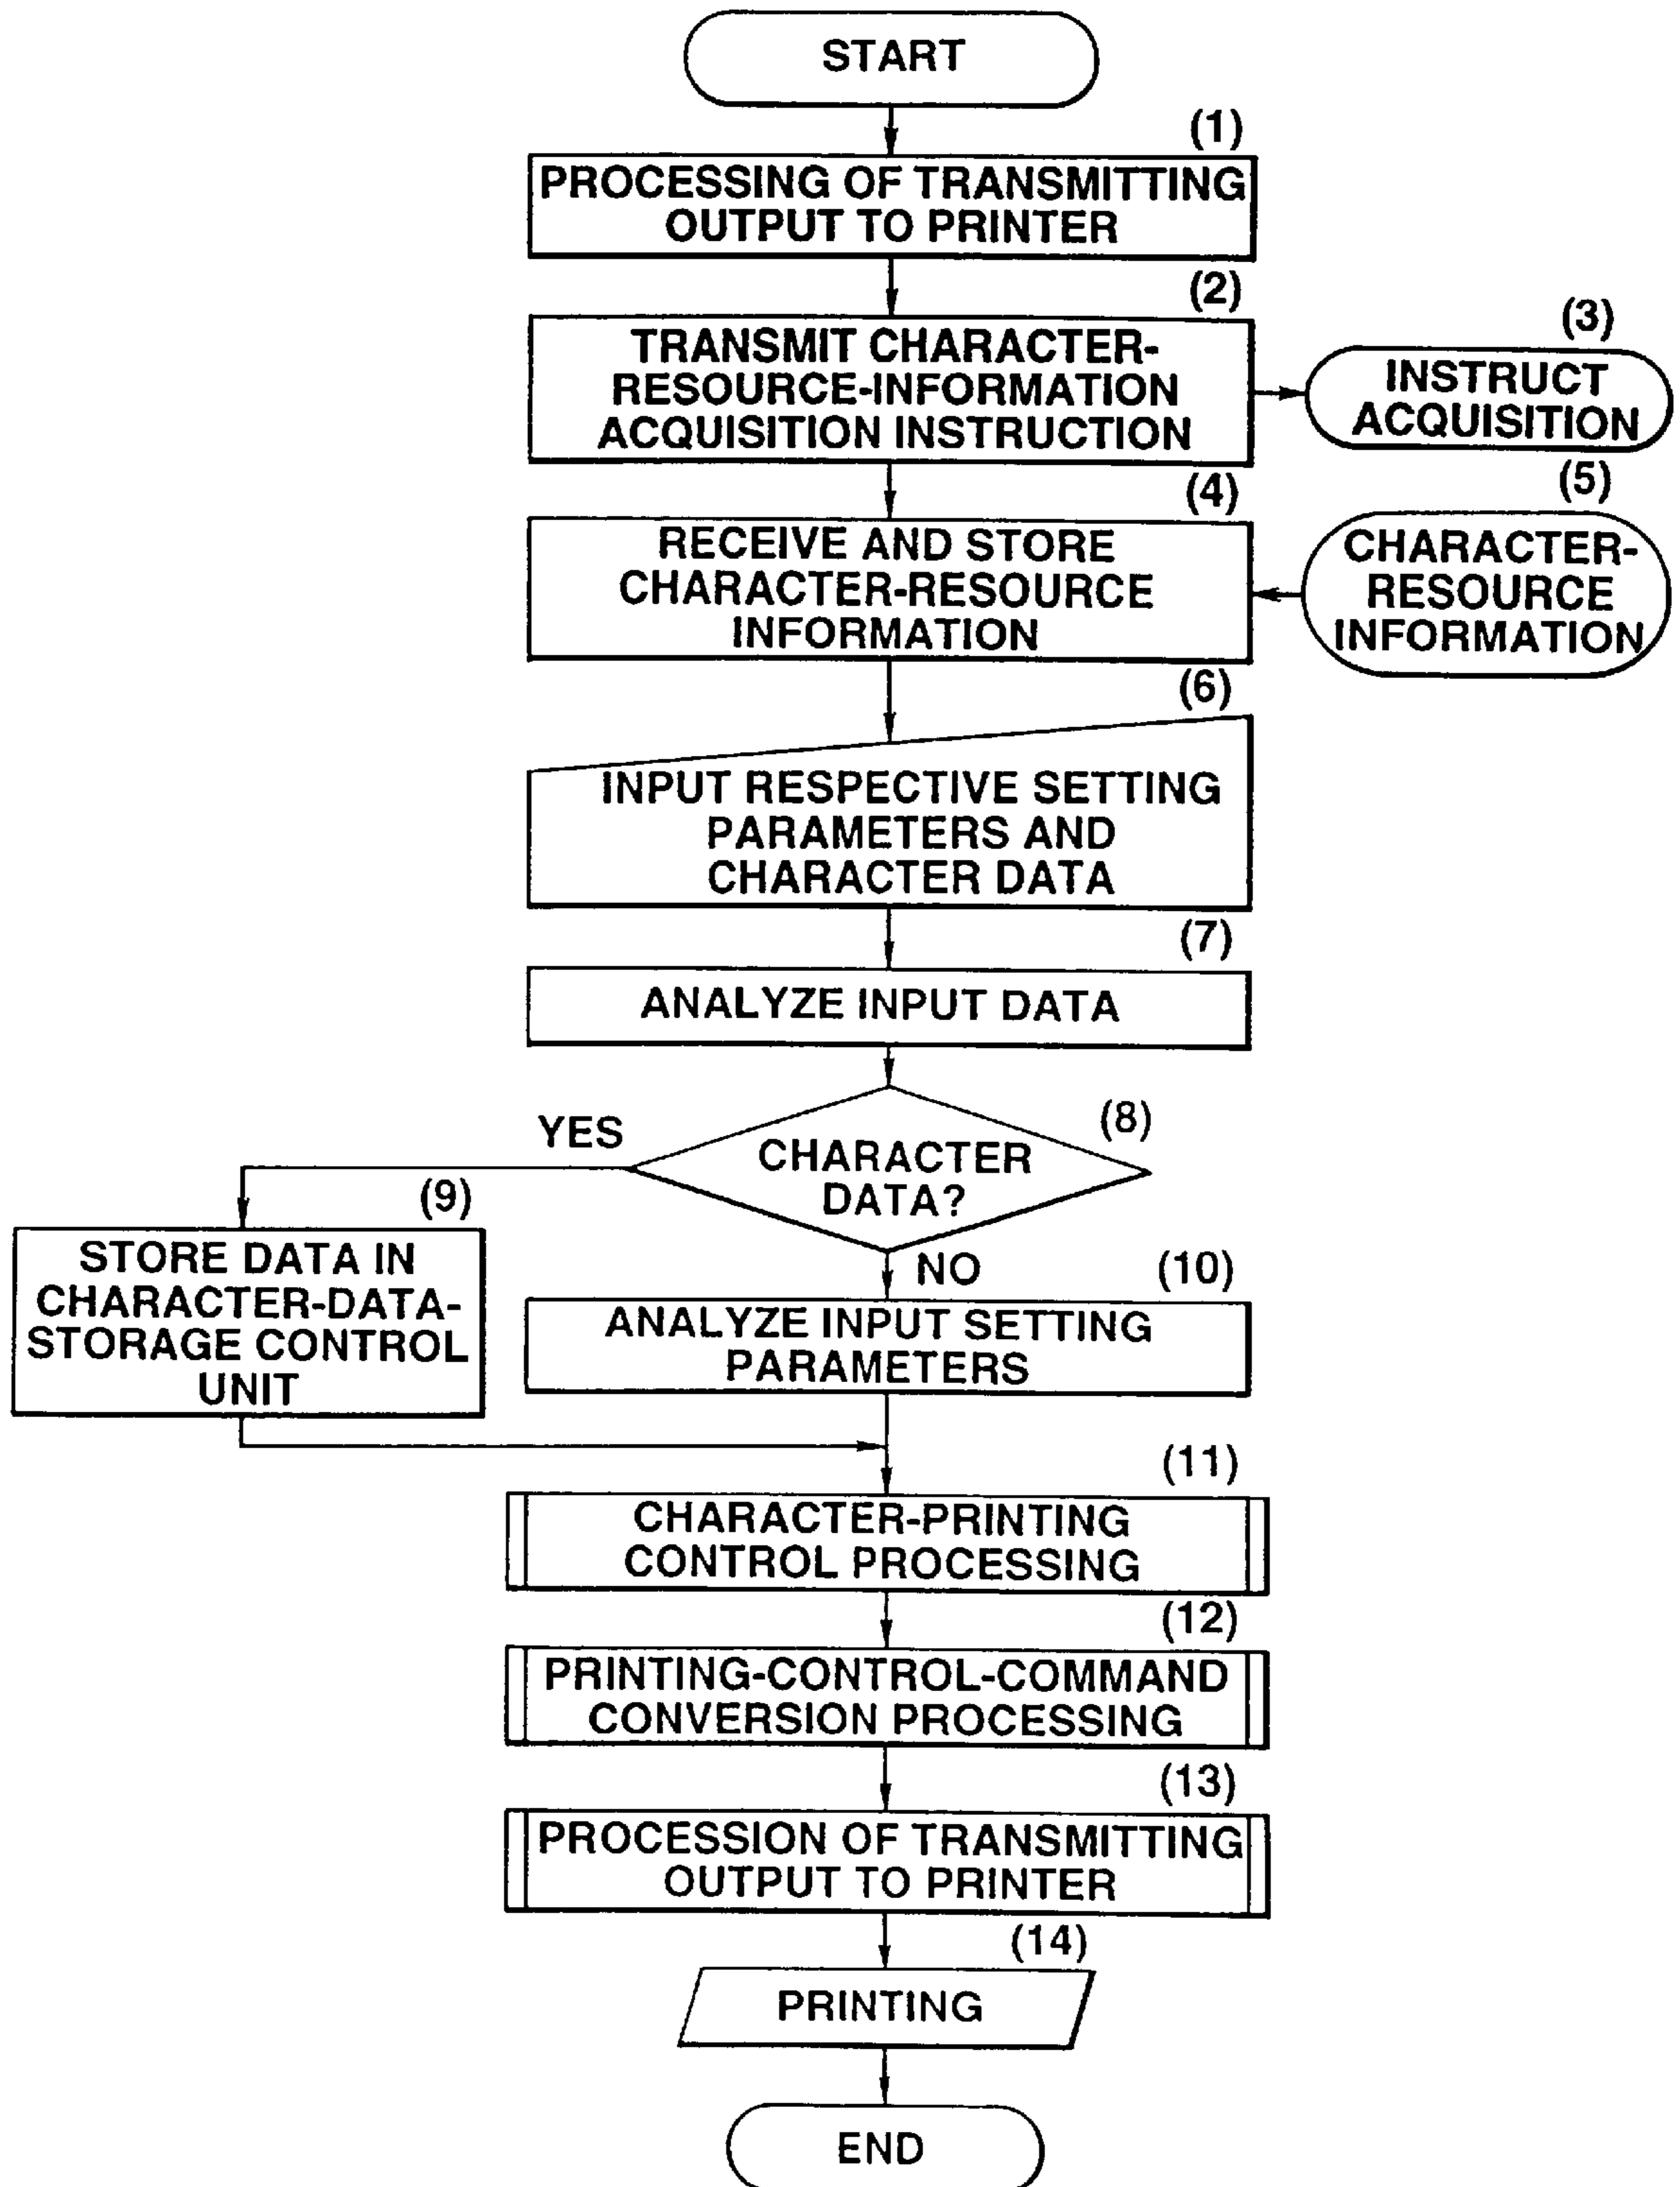 START
(1)
PROCESSING OF TRANSMITTING
OUTPUT TO PRINTER
(2)
TRANSMIT CHARACTER-
RESOURCE-INFORMATION
ACQUISITION INSTRUCTION
(3)
INSTRUCT
ACQUISITION
(4)
RECEIVE AND STORE
CHARACTER-RESOURCE
INFORMATION
(5)
CHARACTER-
RESOURCE
INFORMATION
(6)
INPUT RESPECTIVE SETTING
PARAMETERS AND
CHARACTER DATA
(7)
ANALYZE INPUT DATA
(8)
CHARACTER
DATA?
YES
(9)
STORE DATA IN
CHARACTER-DATA-
STORAGE CONTROL
UNIT
NO
(10)
ANALYZE INPUT SETTING
PARAMETERS
(11)
CHARACTER-PRINTING
CONTROL PROCESSING
(12)
PRINTING-CONTROL-COMMAND
CONVERSION PROCESSING
(13)
PROCESSION OF TRANSMITTING
OUTPUT TO PRINTER
(14)
PRINTING
END